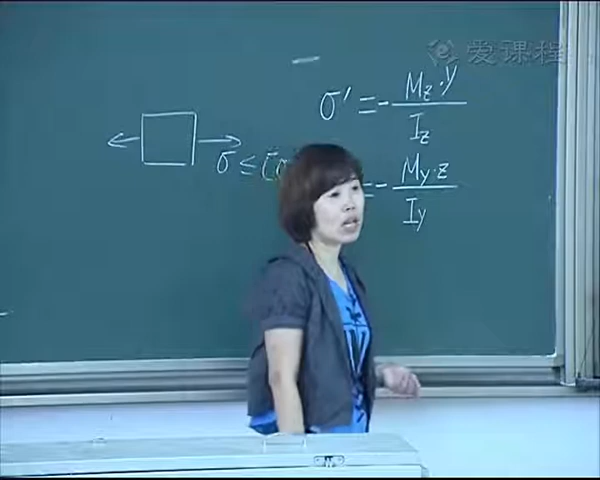 爱课程
σ' = - Mz·y / Iz
σ ≤ [σ
= - My·z / Iy